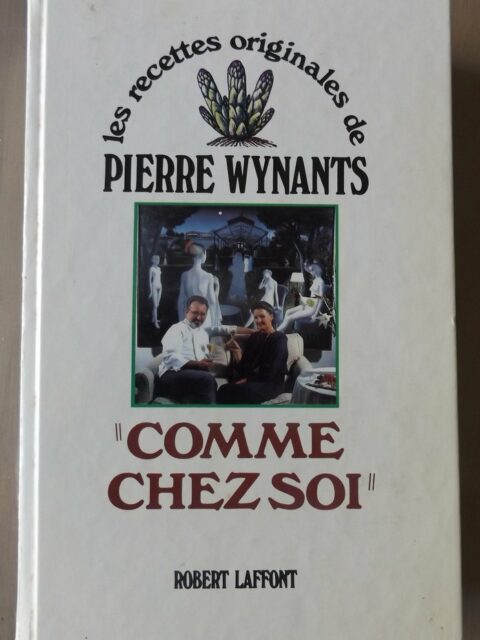 les recettes originales de
PIERRE WYNANTS
"COMME
CHEZ SOI"
ROBERT LAFFONT